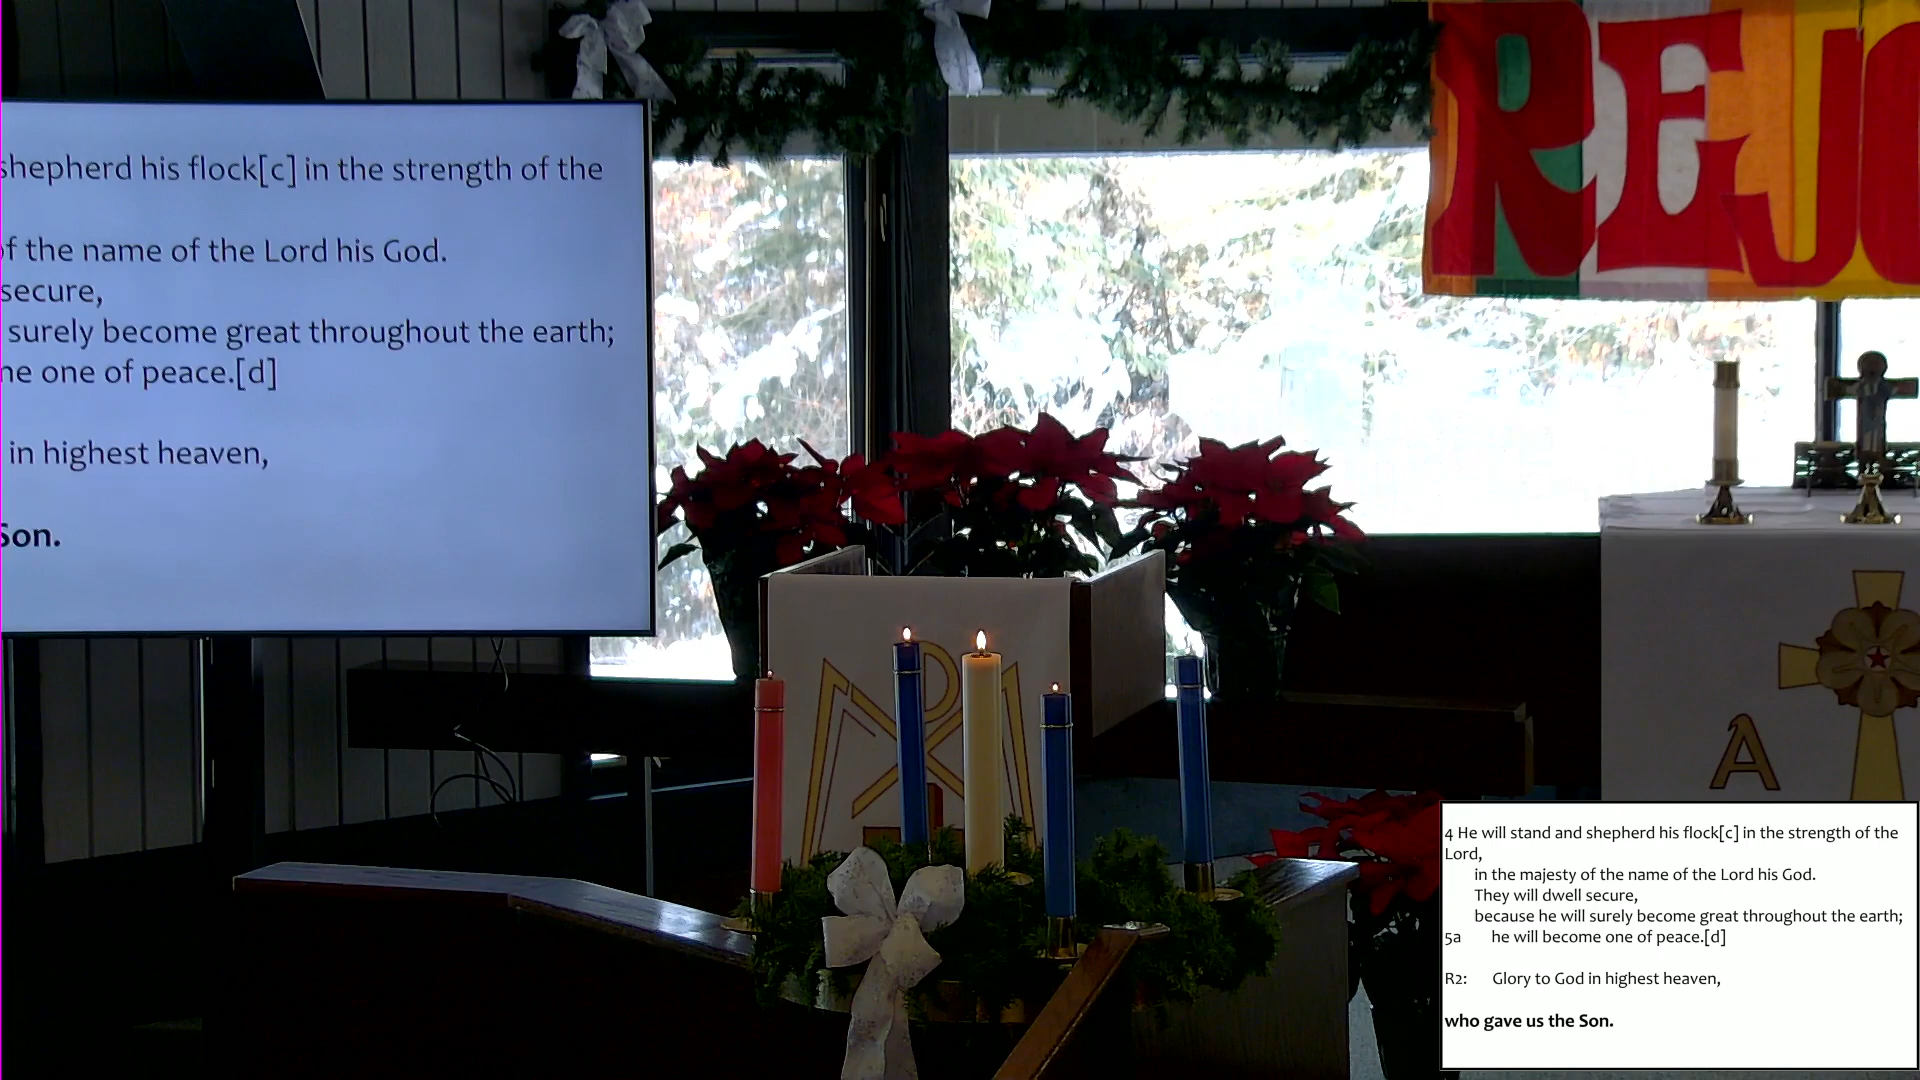 shepherd his flock[c] in the strength of the
of the name of the Lord his God.
secure,
surely become great throughout the earth;
one of peace.[d]
in highest heaven,
Son.
REJO
A
4 He will stand and shepherd his flock[c] in the strength of the
Lord,
in the majesty of the name of the Lord his God.
They will dwell secure,
because he will surely become great throughout the earth;
5a he will become one of peace.[d]
R2: Glory to God in highest heaven,
who gave us the Son.